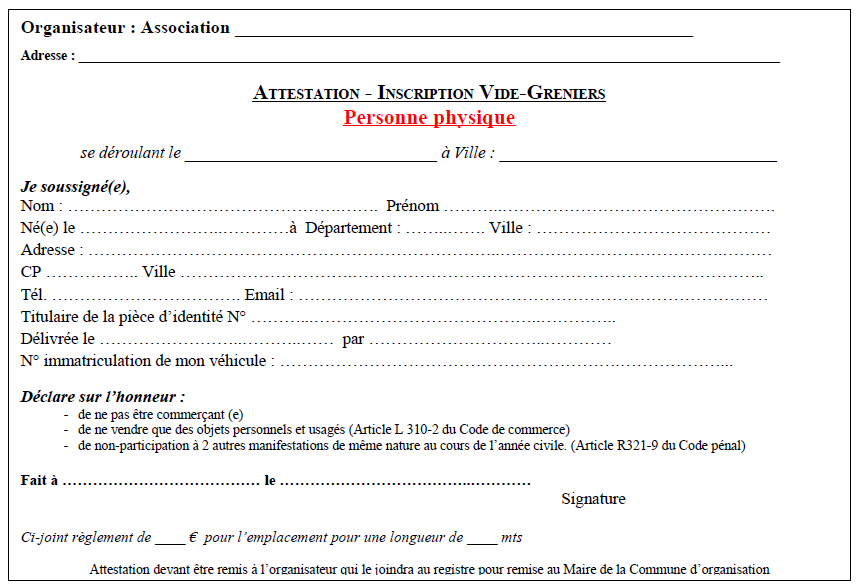 Organisateur : Association ________________________________________
Adresse : ________________________________________
ATTESTATION - INSCRIPTION VIDE-GRENIERS
Personne physique
se déroulant le ______________________________ à Ville : ______________________________
Je soussigné(e),
Nom : …………………………………………. Prénom ……………………………………………….
Né(e) le …………………….…………à Département : …………. Ville : ……………………………
Adresse : ………………………………………………………………………………………
CP …………….. Ville ………………………………………………………………..
Tél. ………………………. Email : ……………………………………………………
Titulaire de la pièce d’identité N° …………………………………………..
Délivrée le …………………………… par ……………………………
N° immatriculation de mon véhicule : ………………………………………………...
Déclare sur l’honneur :
- de ne pas être commerçant (e)
- de ne vendre que des objets personnels et usagés (Article L 310-2 du Code de commerce)
- de non-participation à 2 autres manifestations de même nature au cours de l’année civile. (Article R321-9 du Code pénal)
Fait à ………………………………… le …………………………………………
Signature
Ci-joint règlement de ____ € pour l’emplacement pour une longueur de ____ mts
Attestation devant être remis à l’organisateur qui le joindra au registre pour remise au Maire de la Commune d’organisation